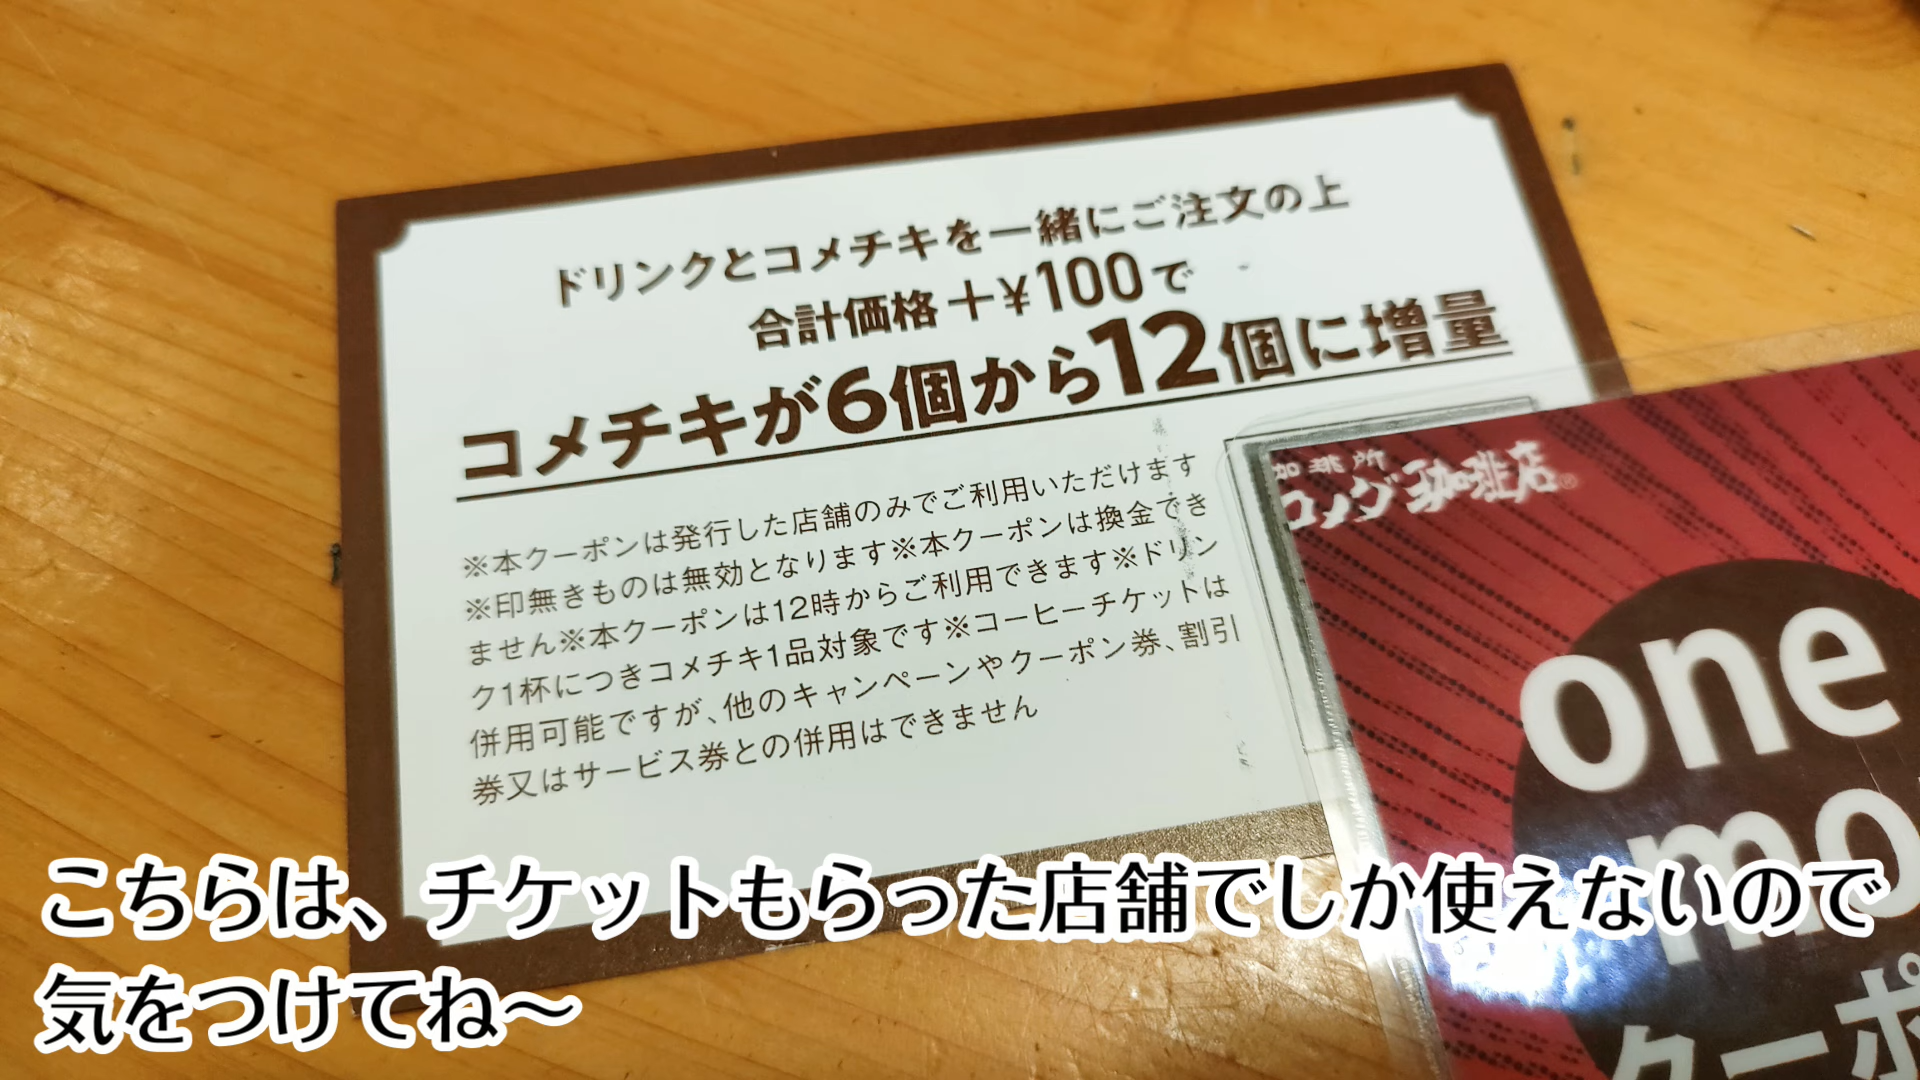 ドリンクとコメチキを一緒にご注文の上
合計価格+¥100で
コメチキが6個から12個に増量
※本クーポンは発行した店舗のみでご利用いただけます
※印無きものは無効となります※本クーポンは換金でき
ません※本クーポンは12時からご利用できます※ドリン
ク1杯につきコメチキ1品対象です※コーヒーチケットは
併用可能ですが、他のキャンペーンやクーポン券、割引
券又はサービス券との併用はできません
珈琲所
コメダ珈琲店®
one
mo
クーポ
こちらは、チケットもらった店舗でしか使えないので
気をつけてね～